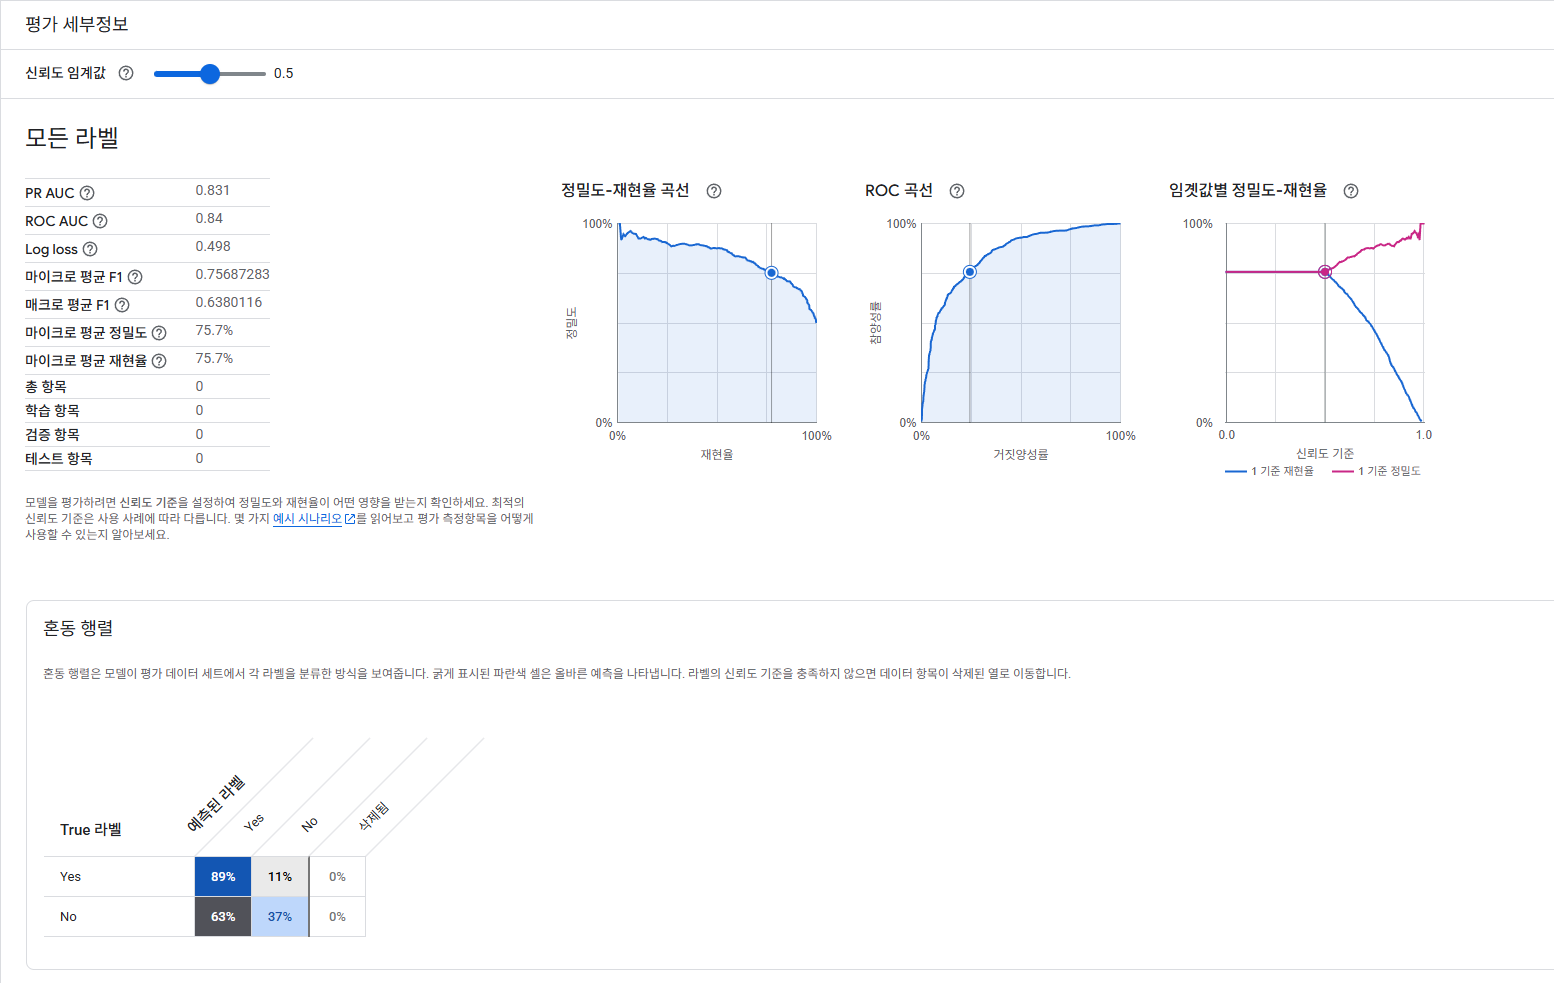 평가 세부정보
신뢰도 임계값 0.5
모든 라벨
PR AUC 0.831
ROC AUC 0.84
Log loss 0.498
마이크로 평균 F1 0.75687283
매크로 평균 F1 0.6380116
마이크로 평균 정밀도 75.7%
마이크로 평균 재현율 75.7%
총 항목 0
학습 항목 0
검증 항목 0
테스트 항목 0
모델을 평가하려면 신뢰도 기준을 설정하여 정밀도와 재현율이 어떤 영향을 받는지 확인하세요. 최적의
신뢰도 기준은 사용 사례에 따라 다릅니다. 몇 가지 예시 시나리오를 읽어보고 평가 측정항목을 어떻게
사용할 수 있는지 알아보세요.
정밀도-재현율 곡선
100%
정밀도
0%
0% 100%
재현율
ROC 곡선
100%
참양성률
0%
0% 100%
거짓양성률
임곗값별 정밀도-재현율
100%
0%
0.0 1.0
신뢰도 기준
1 기준 재현율 1 기준 정밀도
혼동 행렬
혼동 행렬은 모델이 평가 데이터 세트에서 각 라벨을 분류한 방식을 보여줍니다. 굵게 표시된 파란색 셀은 올바른 예측을 나타냅니다. 라벨의 신뢰도 기준을 충족하지 않으면 데이터 항목이 삭제된 열로 이동합니다.
True 라벨 예측된 라벨 Yes No 삭제됨
Yes 89% 11% 0%
No 63% 37% 0%